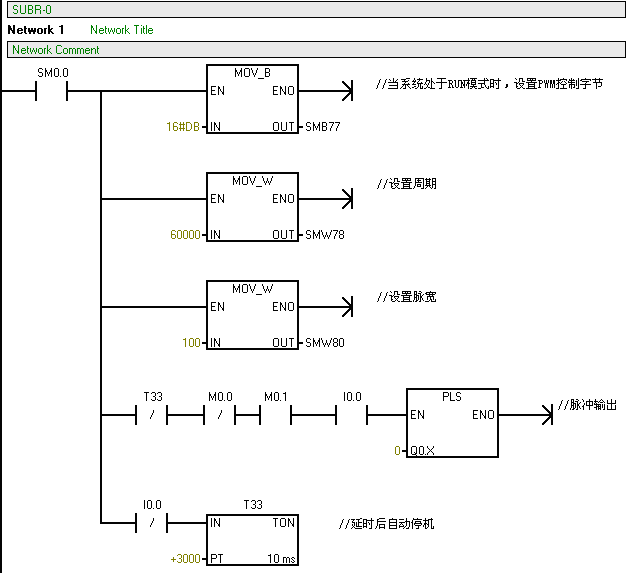 SUBR-0
Network 1 Network Title
Network Comment
SM0.0 MOV_B //当系统处于RUN模式时，设置PWM控制字节
EN ENO
16#DB IN OUT SMB77
MOV_W //设置周期
EN ENO
60000 IN OUT SMW78
MOV_W //设置脉宽
EN ENO
100 IN OUT SMW80
T33 M0.0 M0.1 I0.0 PLS //脉冲输出
/ / EN ENO
0 Q0.X
I0.0 T33
/ IN TON //延时后自动停机
+3000 PT 10 ms